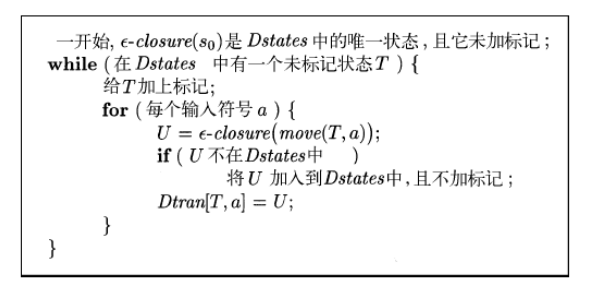 一开始, ϵ-closure(s₀)是 Dstates 中的唯一状态, 且它未加标记;
while ( 在 Dstates 中有一个未标记状态 T ) {
给 T 加上标记;
for ( 每个输入符号 a ) {
U = ϵ-closure(move(T, a));
if ( U 不在 Dstates 中 )
将 U 加入到 Dstates 中, 且不加标记;
Dtran[T, a] = U;
}
}